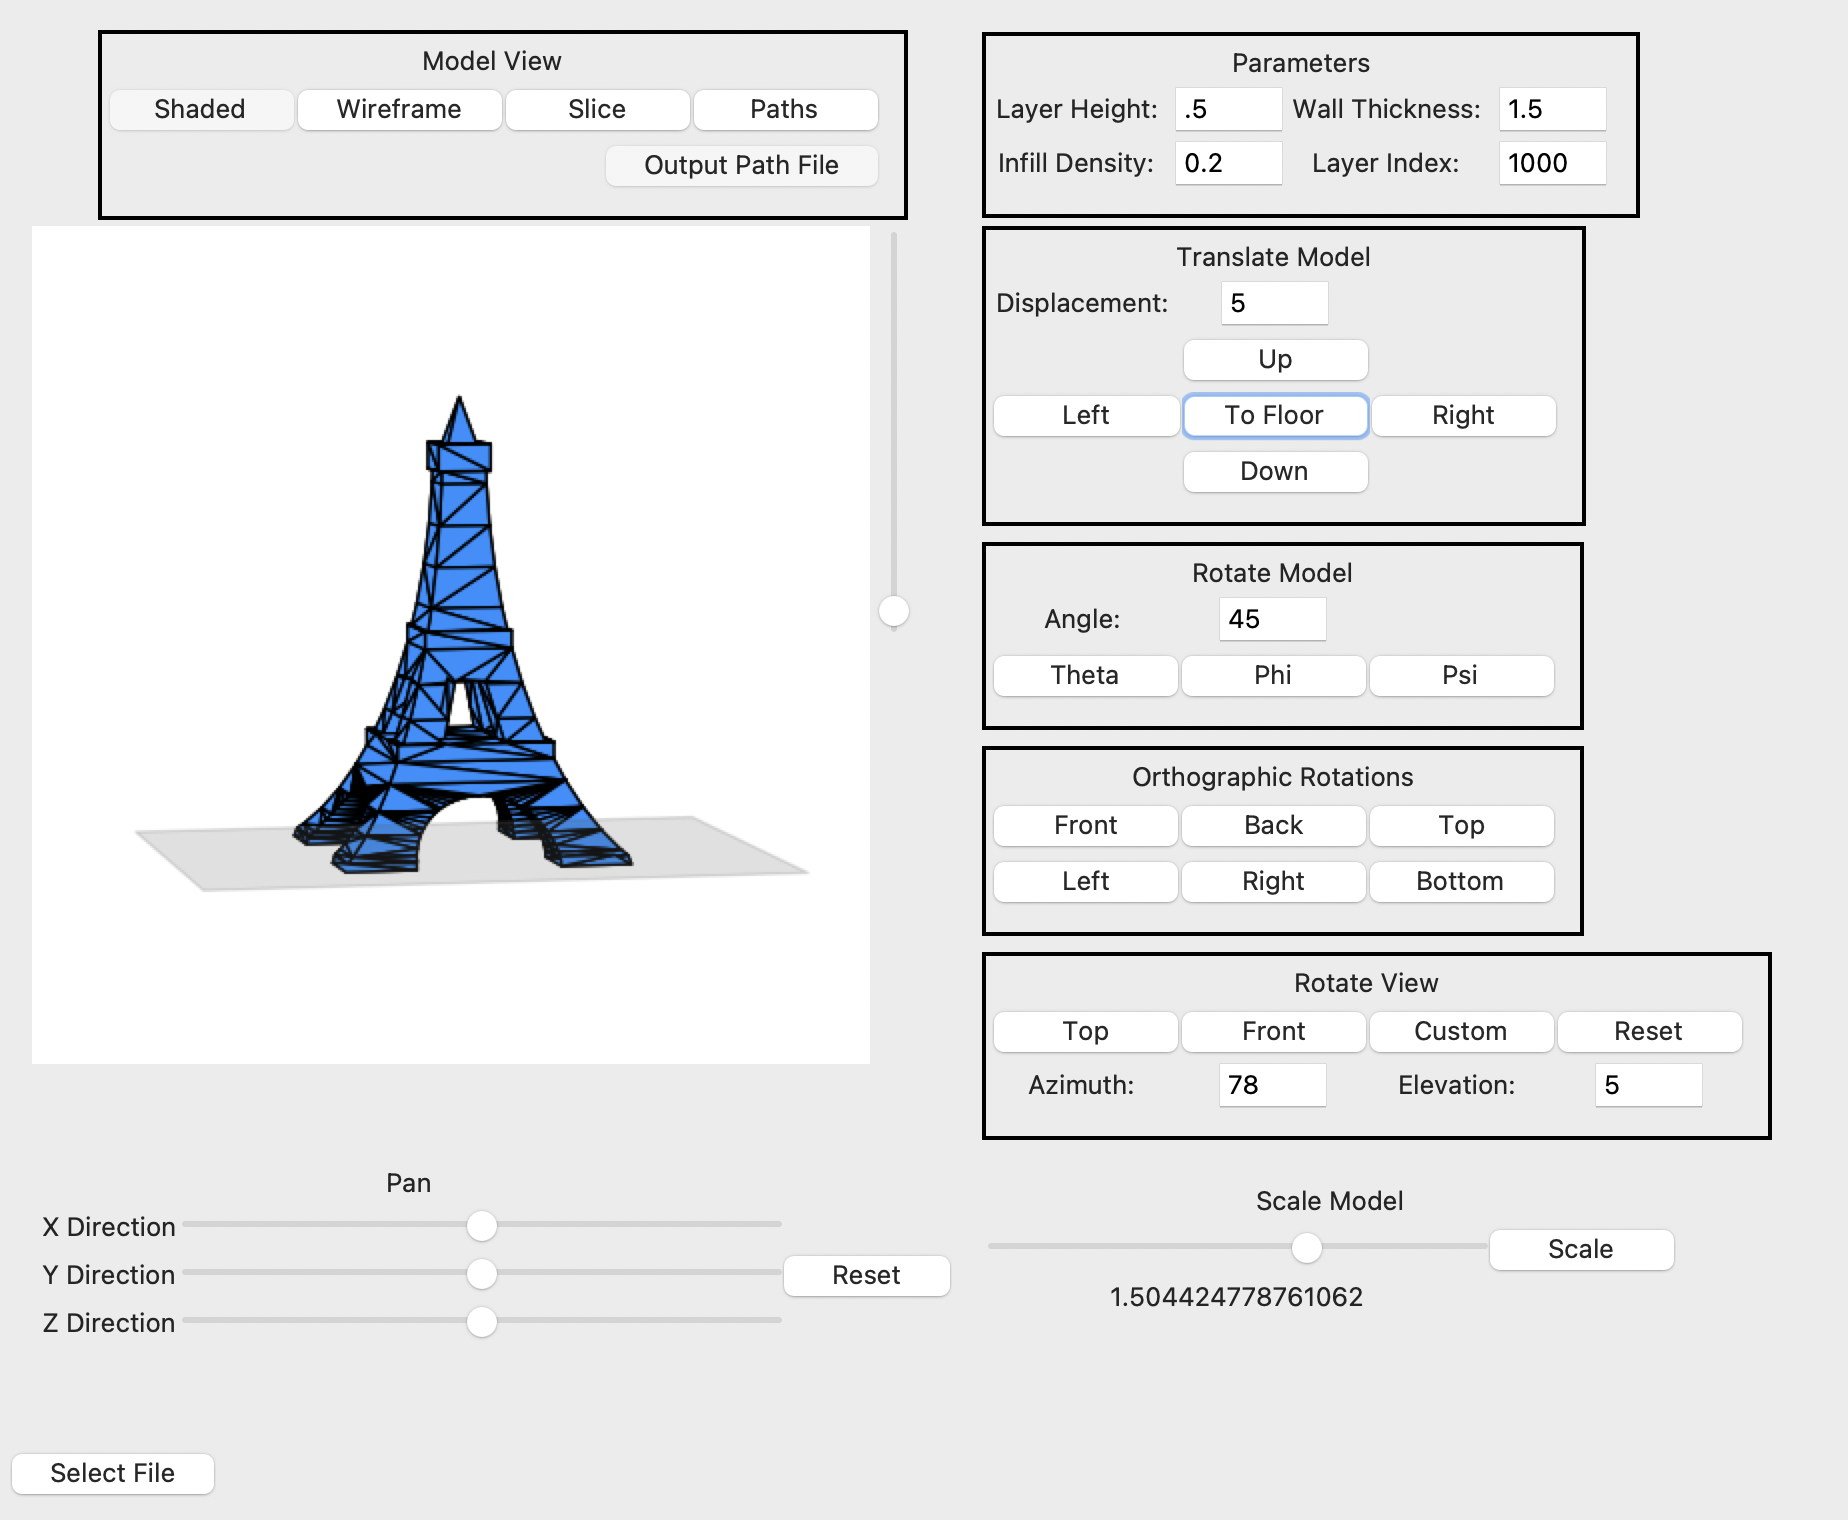 Model View
Shaded Wireframe Slice Paths
Output Path File
Parameters
Layer Height: .5 Wall Thickness: 1.5
Infill Density: 0.2 Layer Index: 1000
Translate Model
Displacement: 5
Up
Left To Floor Right
Down
Rotate Model
Angle: 45
Theta Phi Psi
Orthographic Rotations
Front Back Top
Left Right Bottom
Rotate View
Top Front Custom Reset
Azimuth: 78 Elevation: 5
Pan
X Direction
Y Direction Reset
Z Direction
Scale Model
Scale
1.504424778761062
Select File